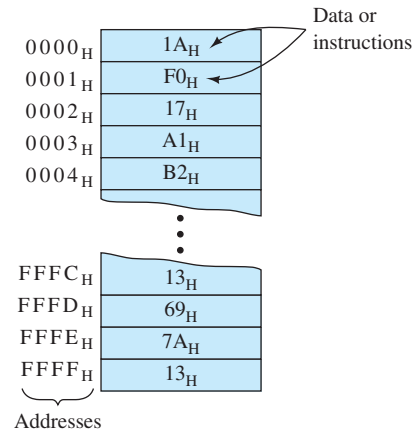 Data or
instructions
0000H 1AH
0001H F0H
0002H 17H
0003H A1H
0004H B2H
FFFCH 13H
FFFDH 69H
FFFEH 7AH
FFFFH 13H
Addresses